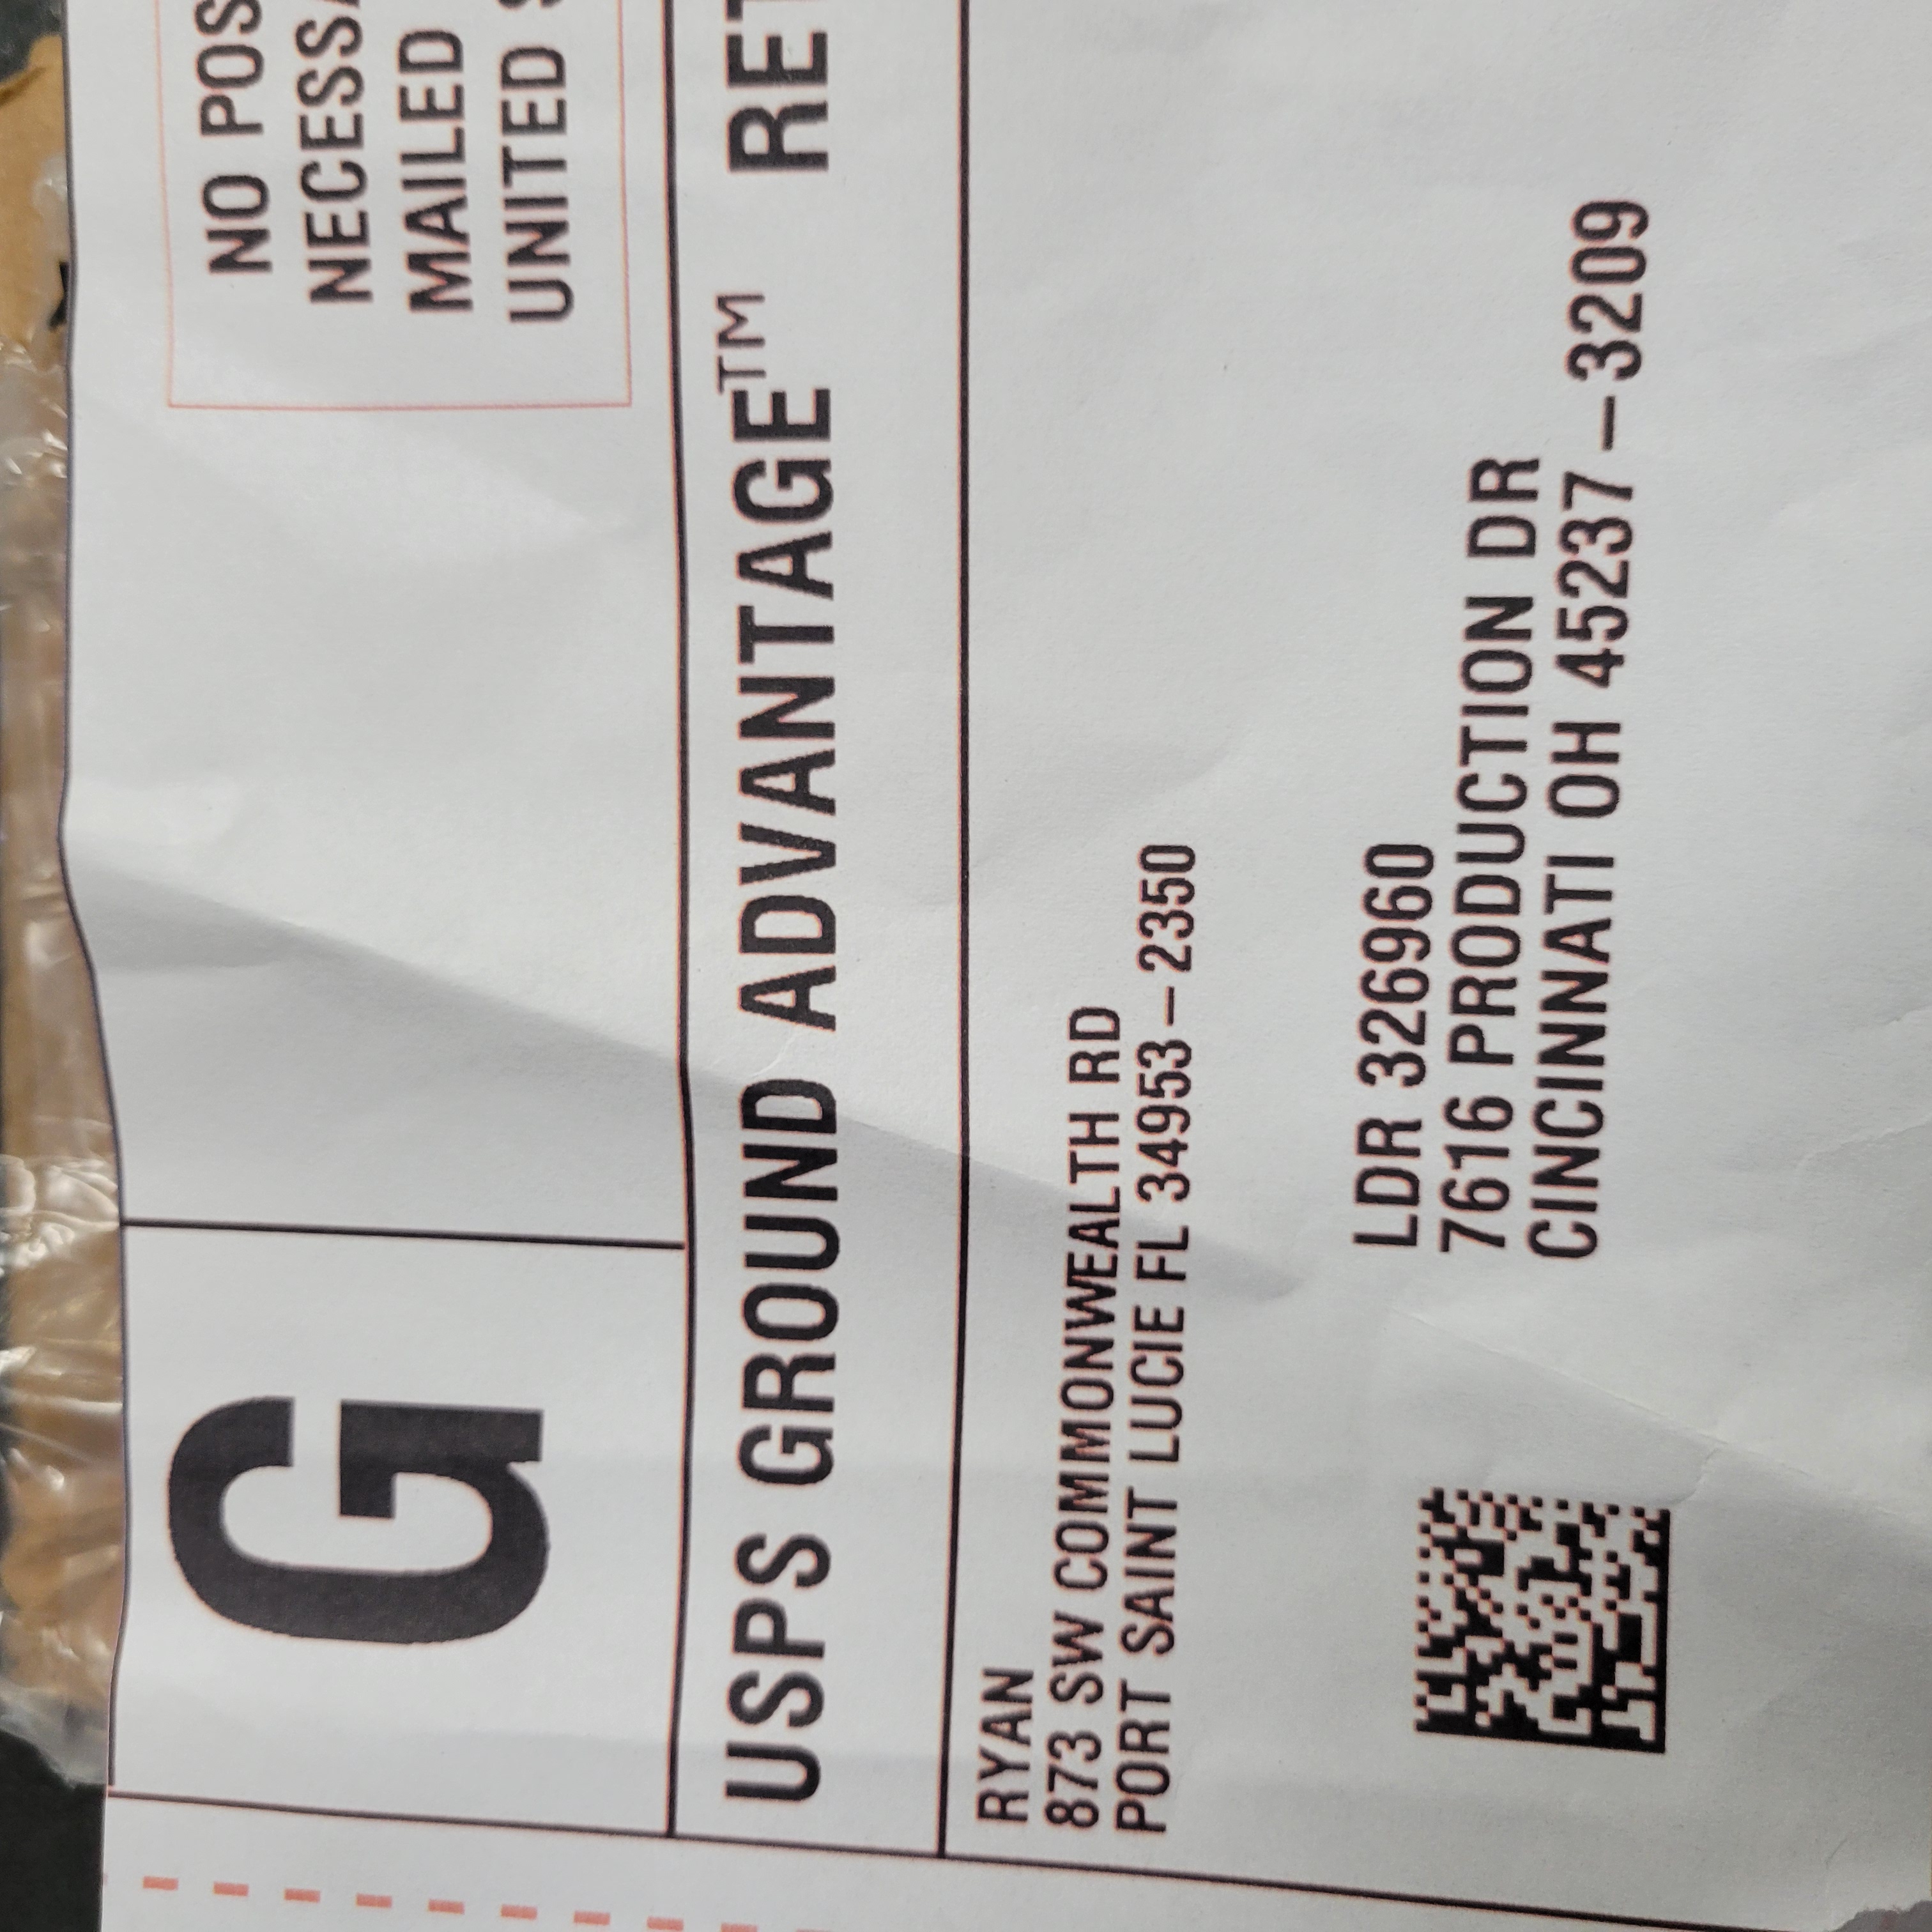 G
NO POS
NECESSA
MAILED
UNITED S
USPS GROUND ADVANTAGE™ RET
RYAN
873 SW COMMONWEALTH RD
PORT SAINT LUCIE FL 34953-2350
LDR 326960
7616 PRODUCTION DR
CINCINNATI OH 45237-3209